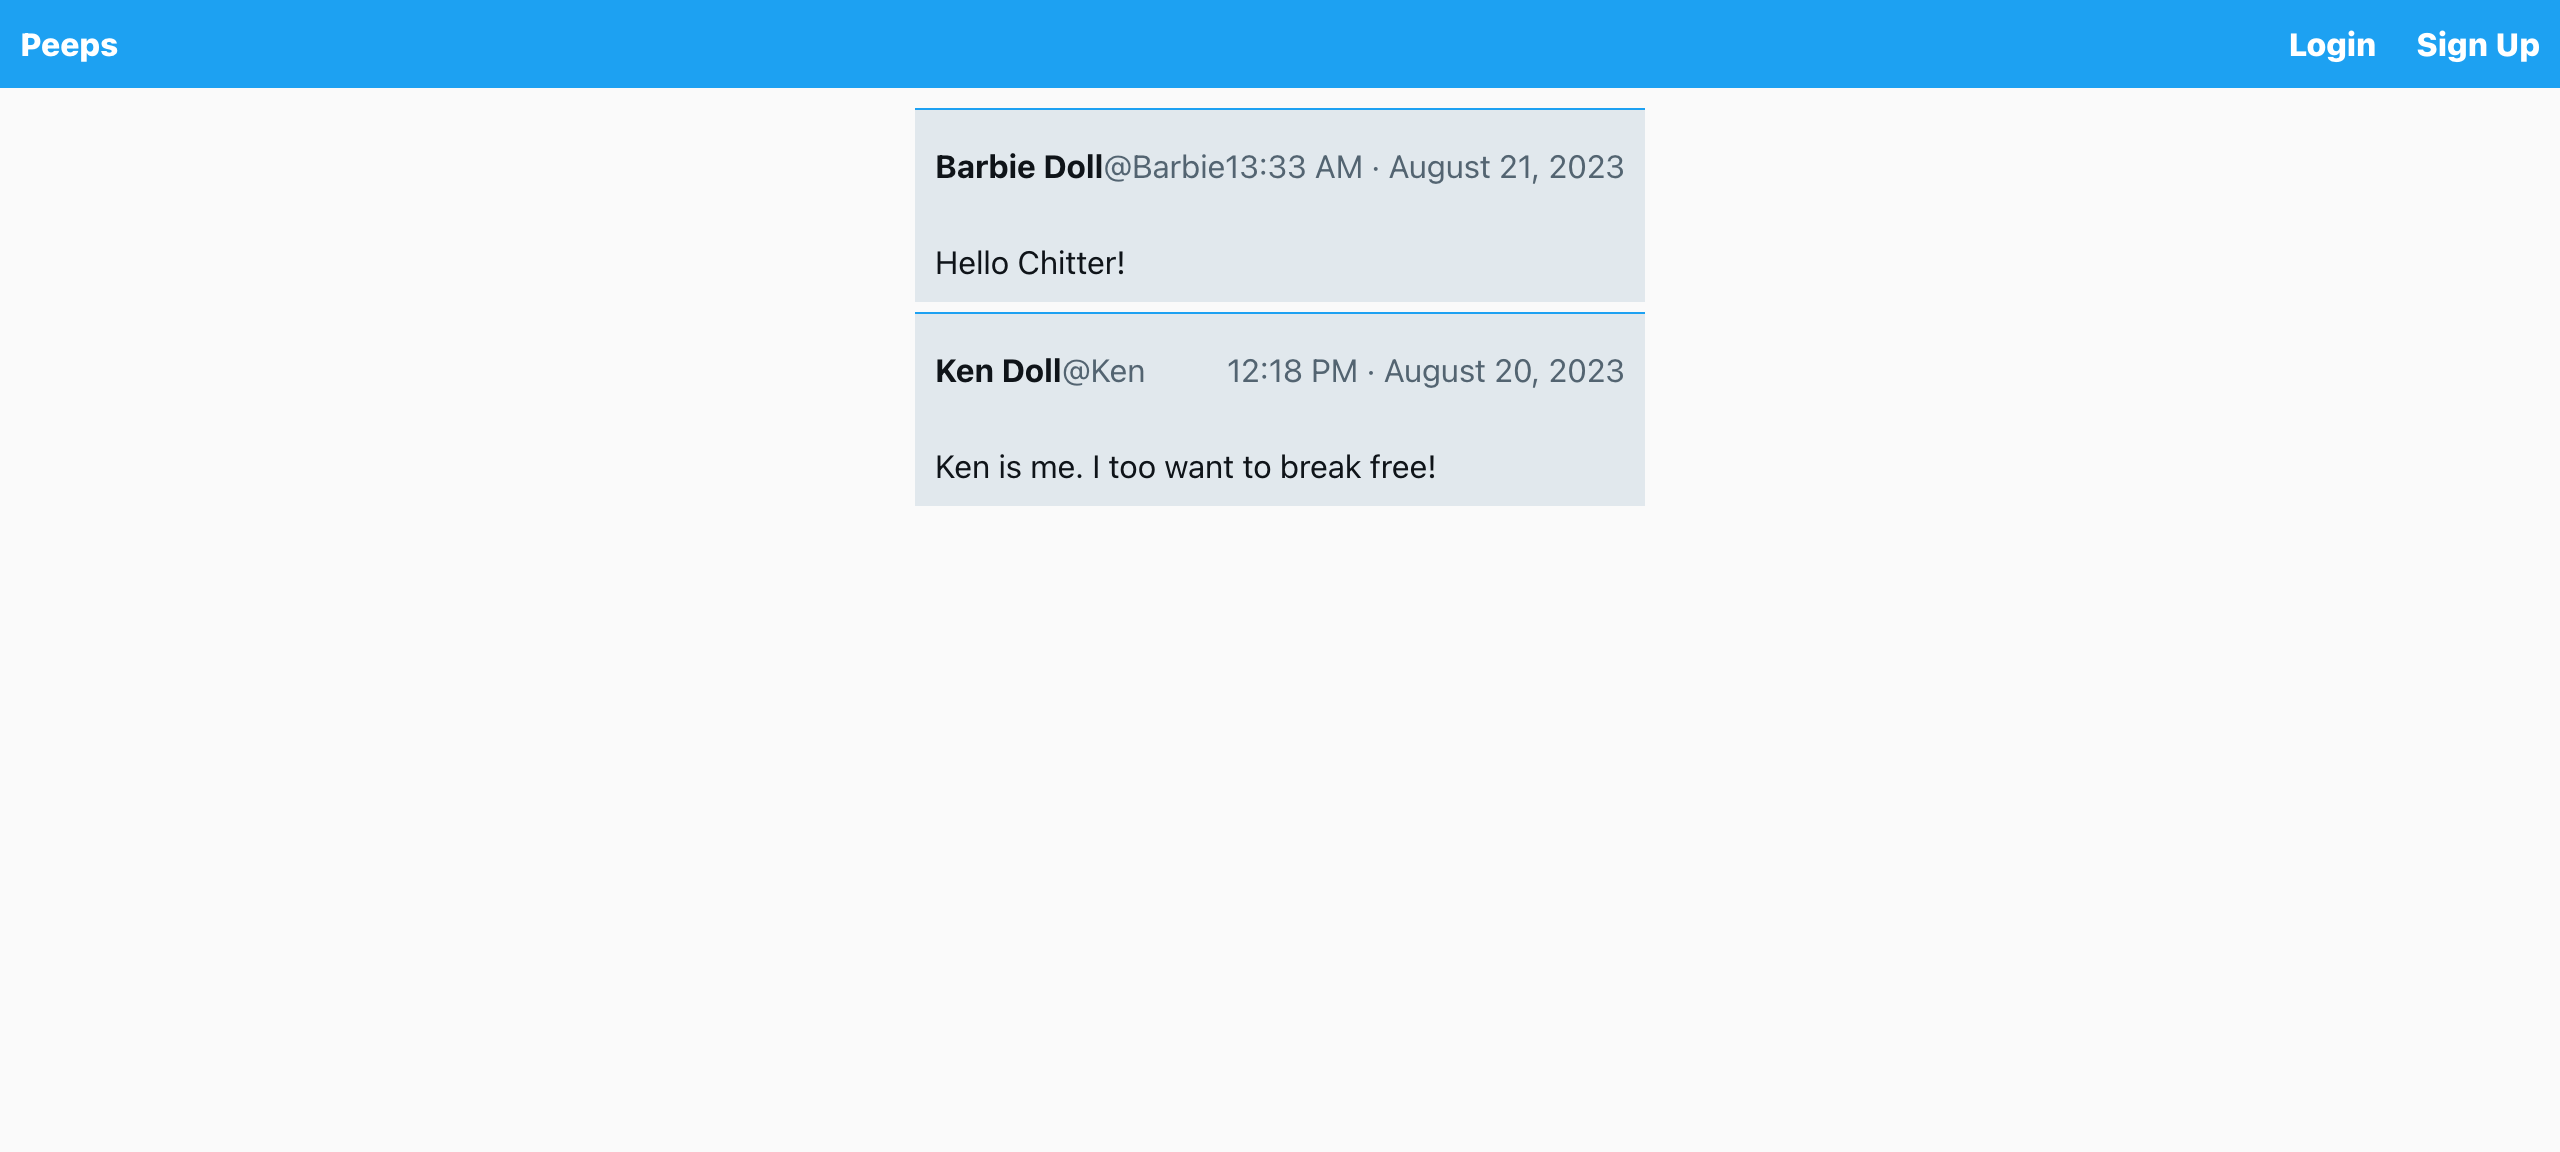 Peeps Login Sign Up
Barbie Doll@Barbie13:33 AM · August 21, 2023
Hello Chitter!
Ken Doll@Ken 12:18 PM · August 20, 2023
Ken is me. I too want to break free!